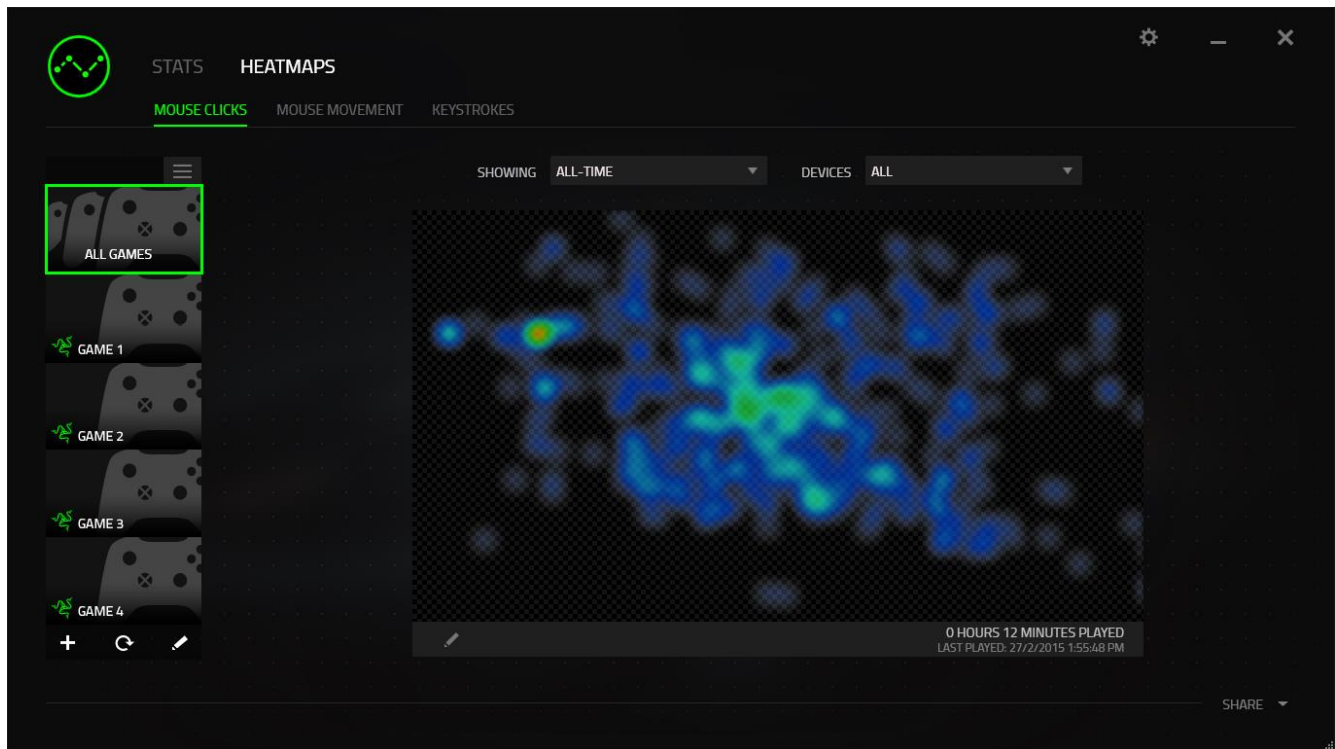 STATS HEATMAPS
MOUSE CLICKS MOUSE MOVEMENT KEYSTROKES
SHOWING ALL-TIME DEVICES ALL
ALL GAMES
GAME 1
GAME 2
GAME 3
GAME 4
0 HOURS 12 MINUTES PLAYED
LAST PLAYED: 27/2/2015 1:55:48 PM
SHARE